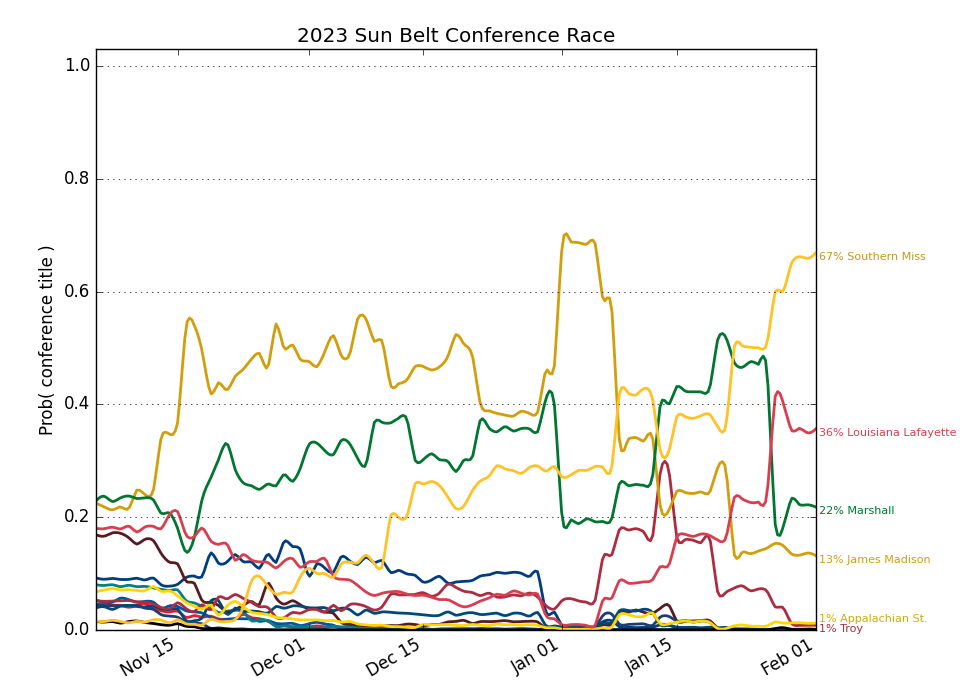 2023 Sun Belt Conference Race
Prob( conference title )
1.0
0.8
0.6
0.4
0.2
0.0
Nov 15
Dec 01
Dec 15
Jan 01
Jan 15
Feb 01
67% Southern Miss
36% Louisiana Lafayette
22% Marshall
13% James Madison
1% Appalachian St.
1% Troy